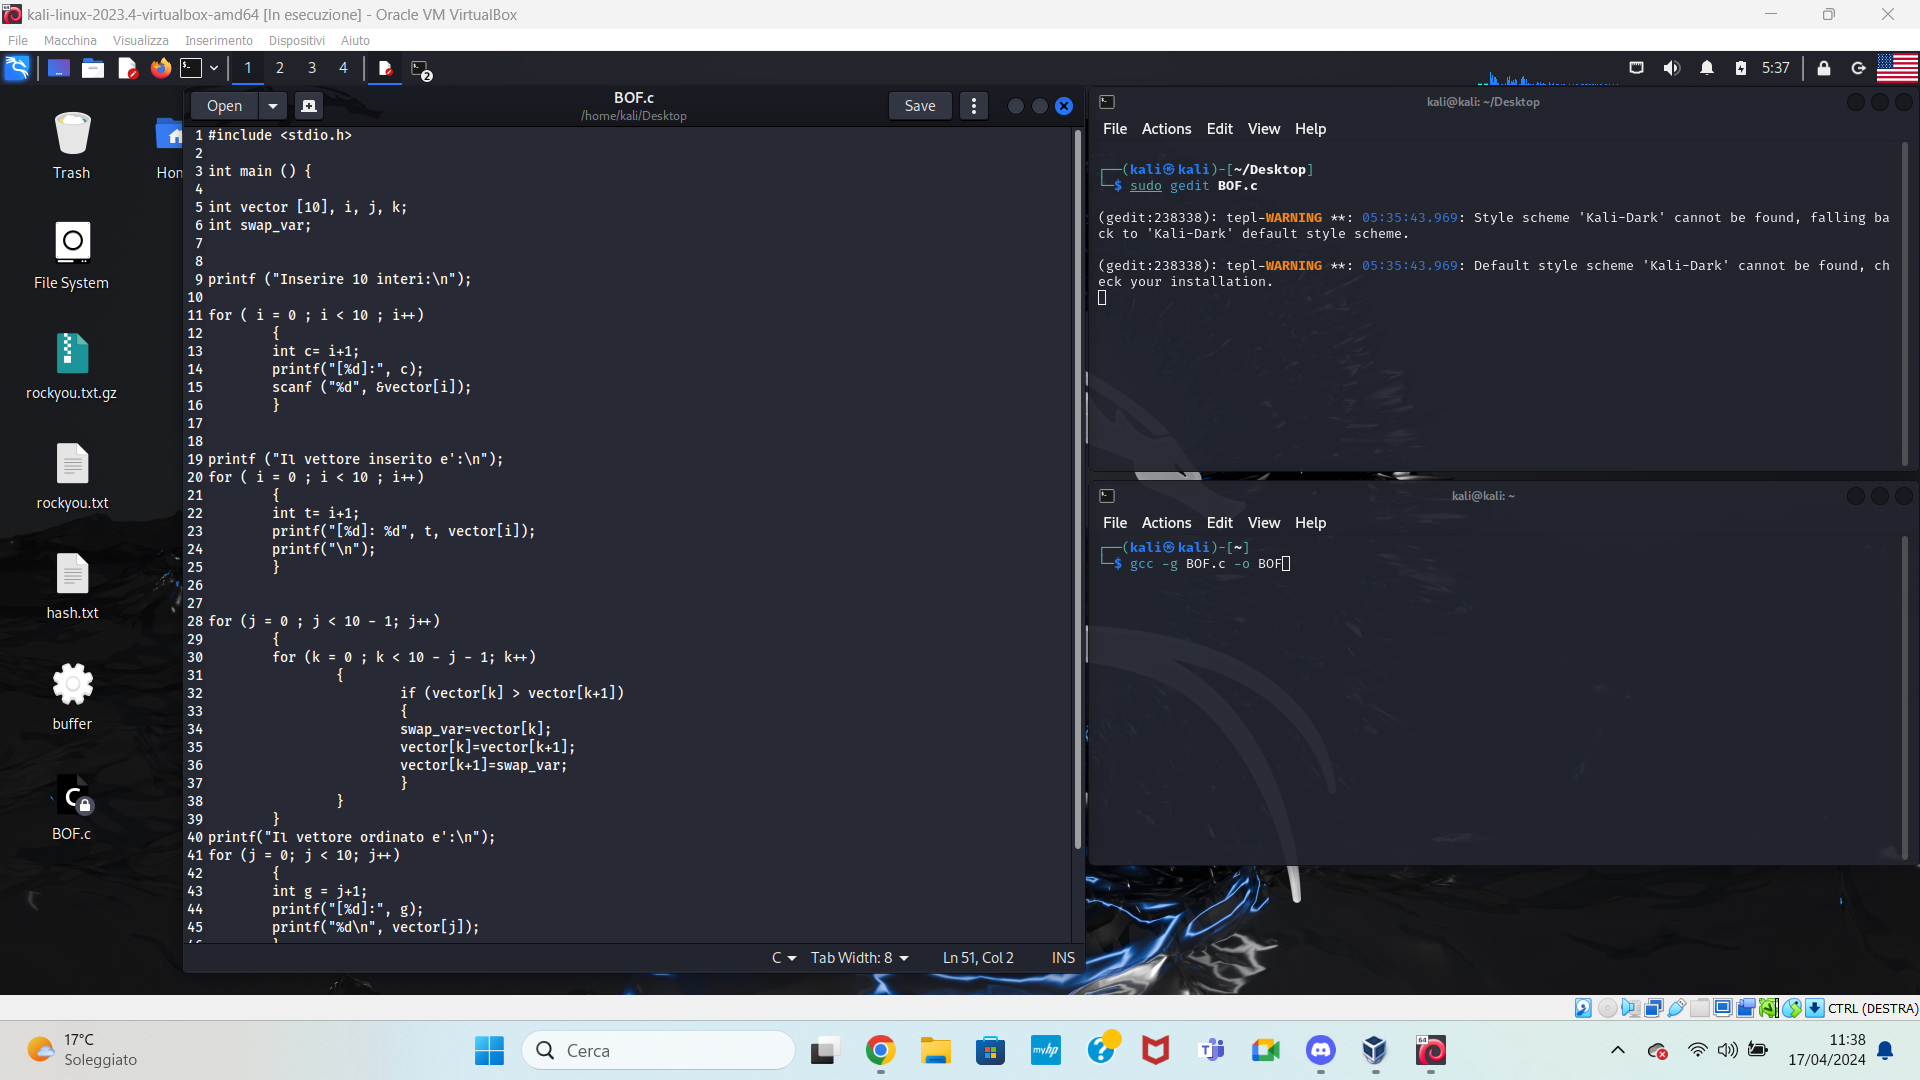 kali-linux-2023.4-virtualbox-amd64 [In esecuzione] - Oracle VM VirtualBox
File Macchina Visualizza Inserimento Dispositivi Aiuto
1 2 3 4 2 5:37
Open BOF.c Save
/home/kali/Desktop
Trash
Hon
File System
rockyou.txt.gz
rockyou.txt
hash.txt
buffer
C
BOF.c
1 #include <stdio.h>
2
3 int main () {
4
5 int vector [10], i, j, k;
6 int swap_var;
7
8
9 printf ("Inserire 10 interi:\n");
10
11 for ( i = 0 ; i < 10 ; i++)
12 {
13 int c= i+1;
14 printf("[%d]:", c);
15 scanf ("%d", &vector[i]);
16 }
17
18
19 printf ("Il vettore inserito e':\n");
20 for ( i = 0 ; i < 10 ; i++)
21 {
22 int t= i+1;
23 printf("[%d]: %d", t, vector[i]);
24 printf("\n");
25 }
26
27
28 for (j = 0 ; j < 10 - 1; j++)
29 {
30 for (k = 0 ; k < 10 - j - 1; k++)
31 {
32 if (vector[k] > vector[k+1])
33 {
34 swap_var=vector[k];
35 vector[k]=vector[k+1];
36 vector[k+1]=swap_var;
37 }
38 }
39 }
40 printf("Il vettore ordinato e':\n");
41 for (j = 0; j < 10; j++)
42 {
43 int g = j+1;
44 printf("[%d]:", g);
45 printf("%d\n", vector[j]);
C Tab Width: 8 Ln 51, Col 2 INS
kali@kali: ~/Desktop
File Actions Edit View Help
┌──(kali㉿kali)-[~/Desktop]
└─$ sudo gedit BOF.c
(gedit:238338): tepl-WARNING **: 05:35:43.969: Style scheme 'Kali-Dark' cannot be found, falling ba
ck to 'Kali-Dark' default style scheme.
(gedit:238338): tepl-WARNING **: 05:35:43.969: Default style scheme 'Kali-Dark' cannot be found, ch
eck your installation.
kali@kali: ~
File Actions Edit View Help
┌──(kali㉿kali)-[~]
└─$ gcc -g BOF.c -o BOF
CTRL (DESTRA)
17°C
Soleggiato
Cerca
myhp
64
11:38
17/04/2024